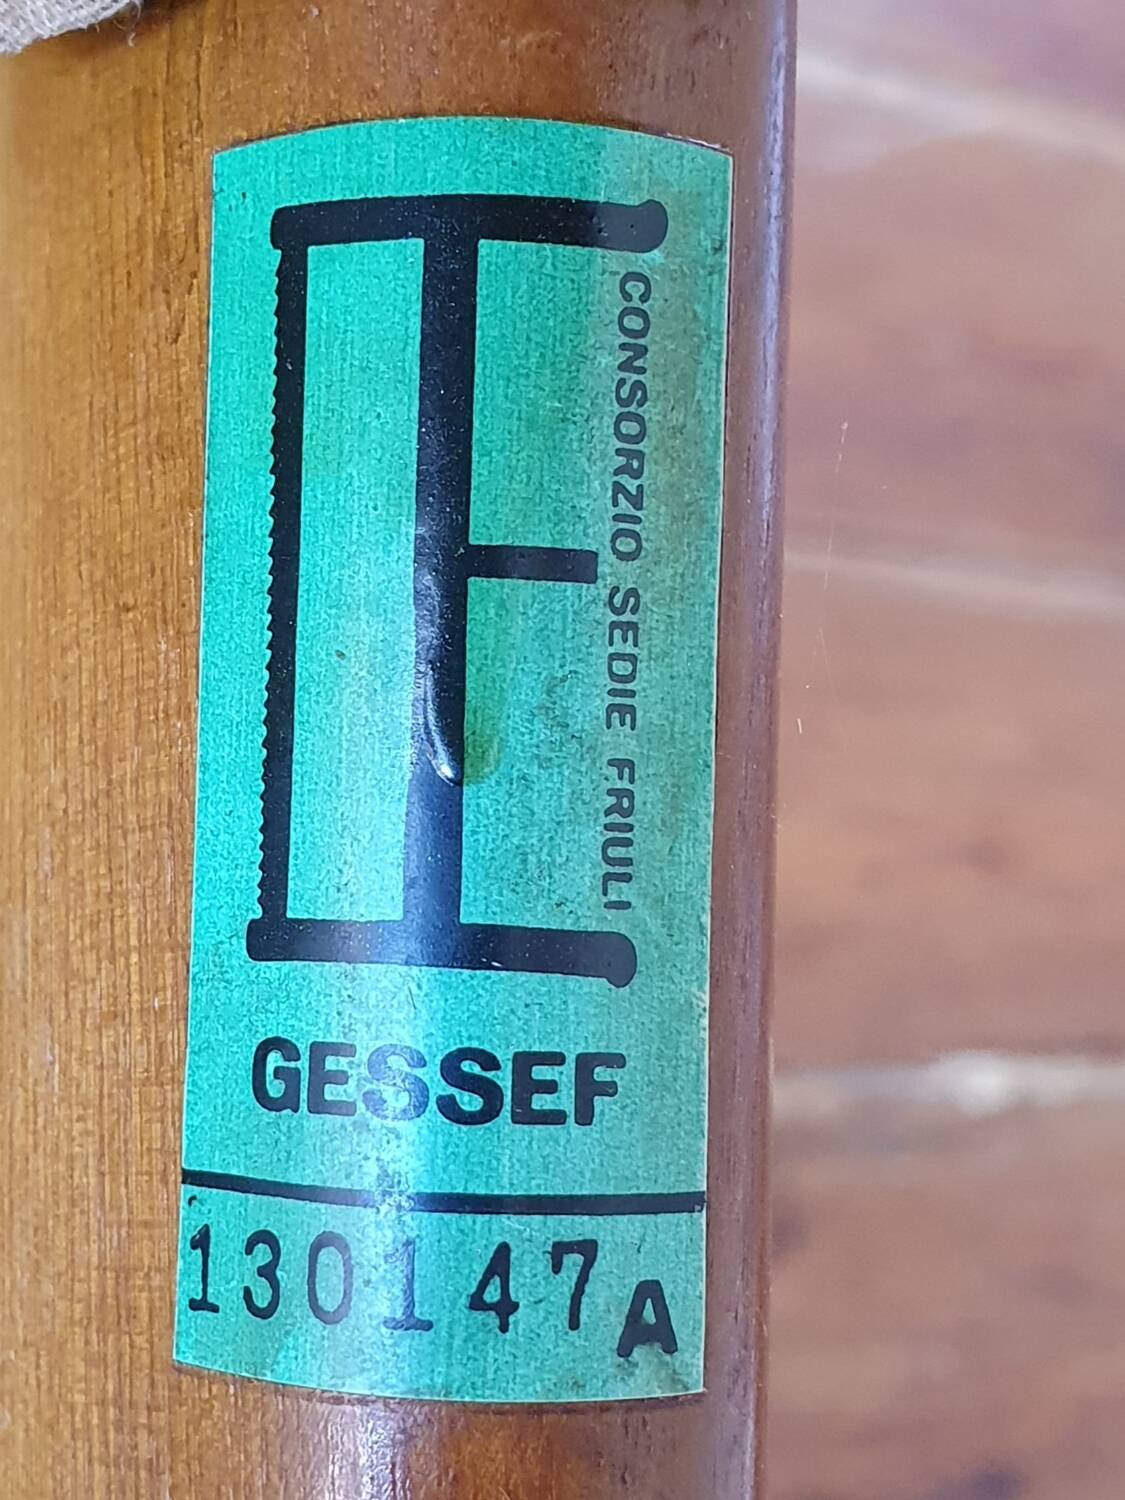 CONSORZIO SEDIE FRIULI
GESSEF
130147A